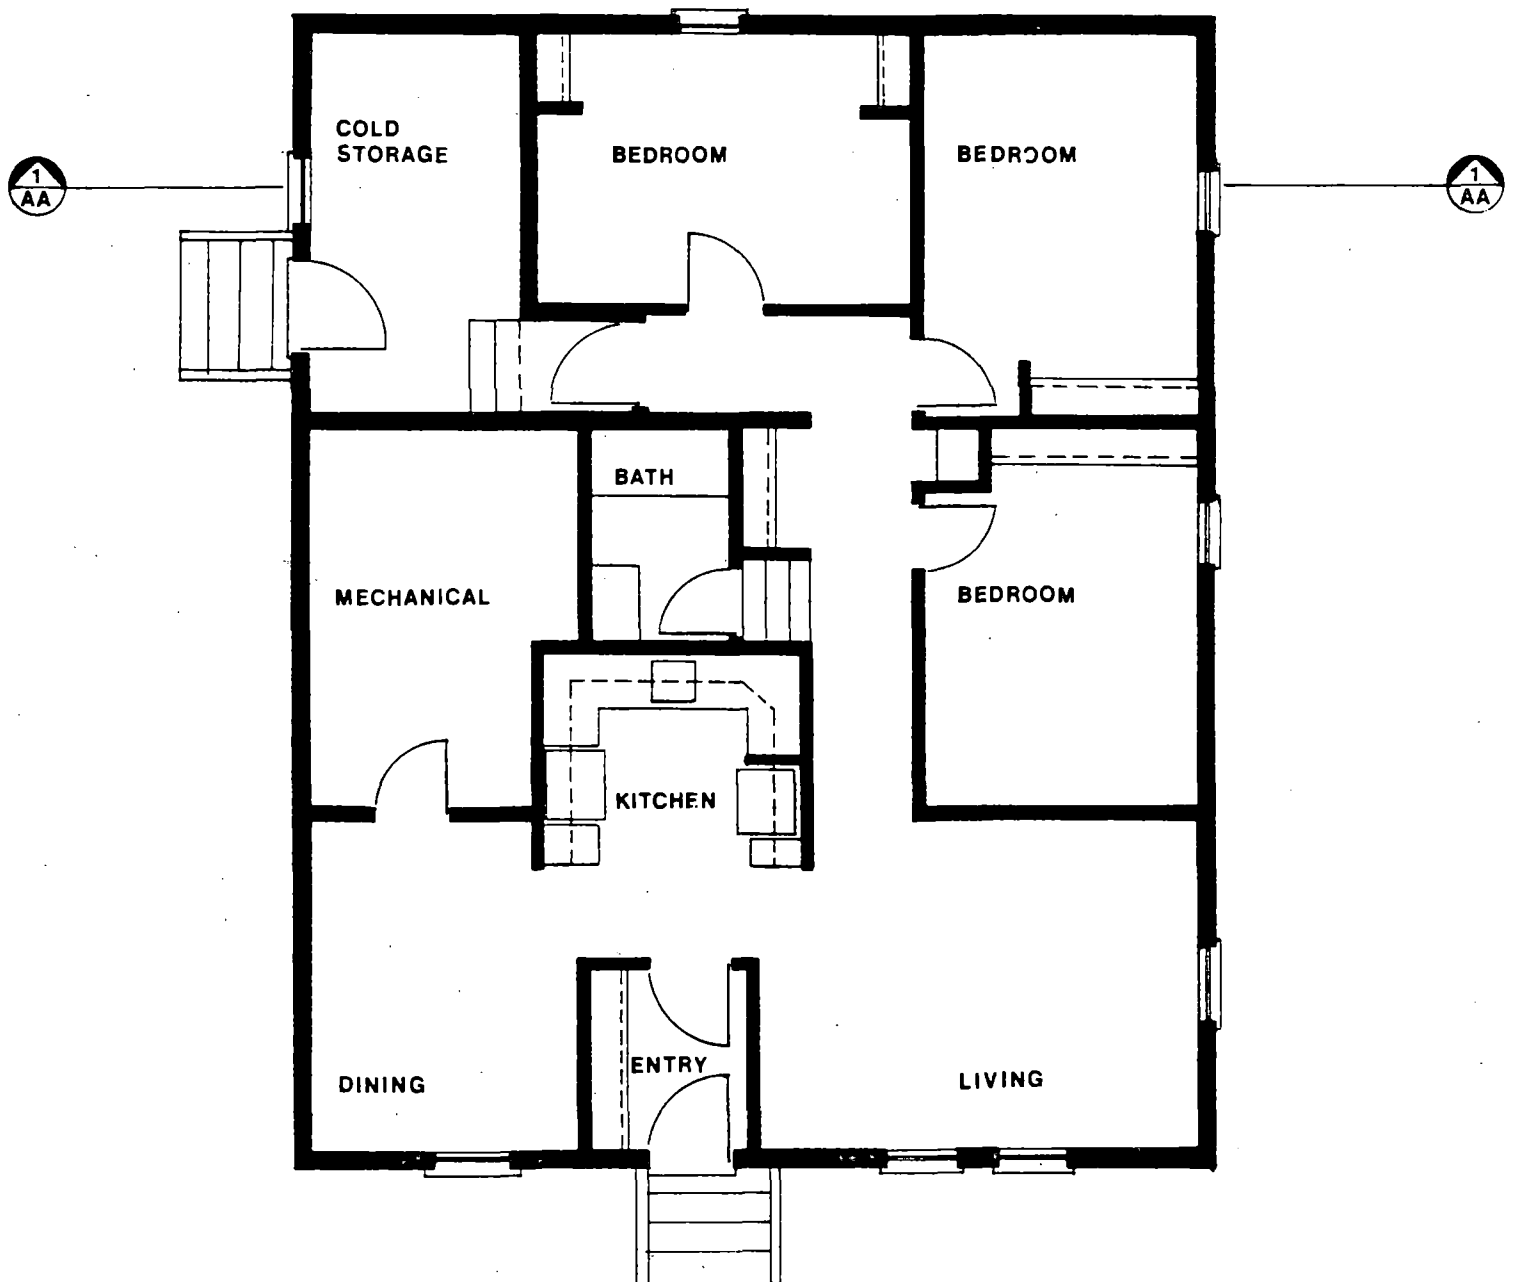 COLD
STORAGE
BEDROOM
BEDROOM
1
AA
1
AA
BATH
MECHANICAL
BEDROOM
KITCHEN
ENTRY
DINING
LIVING